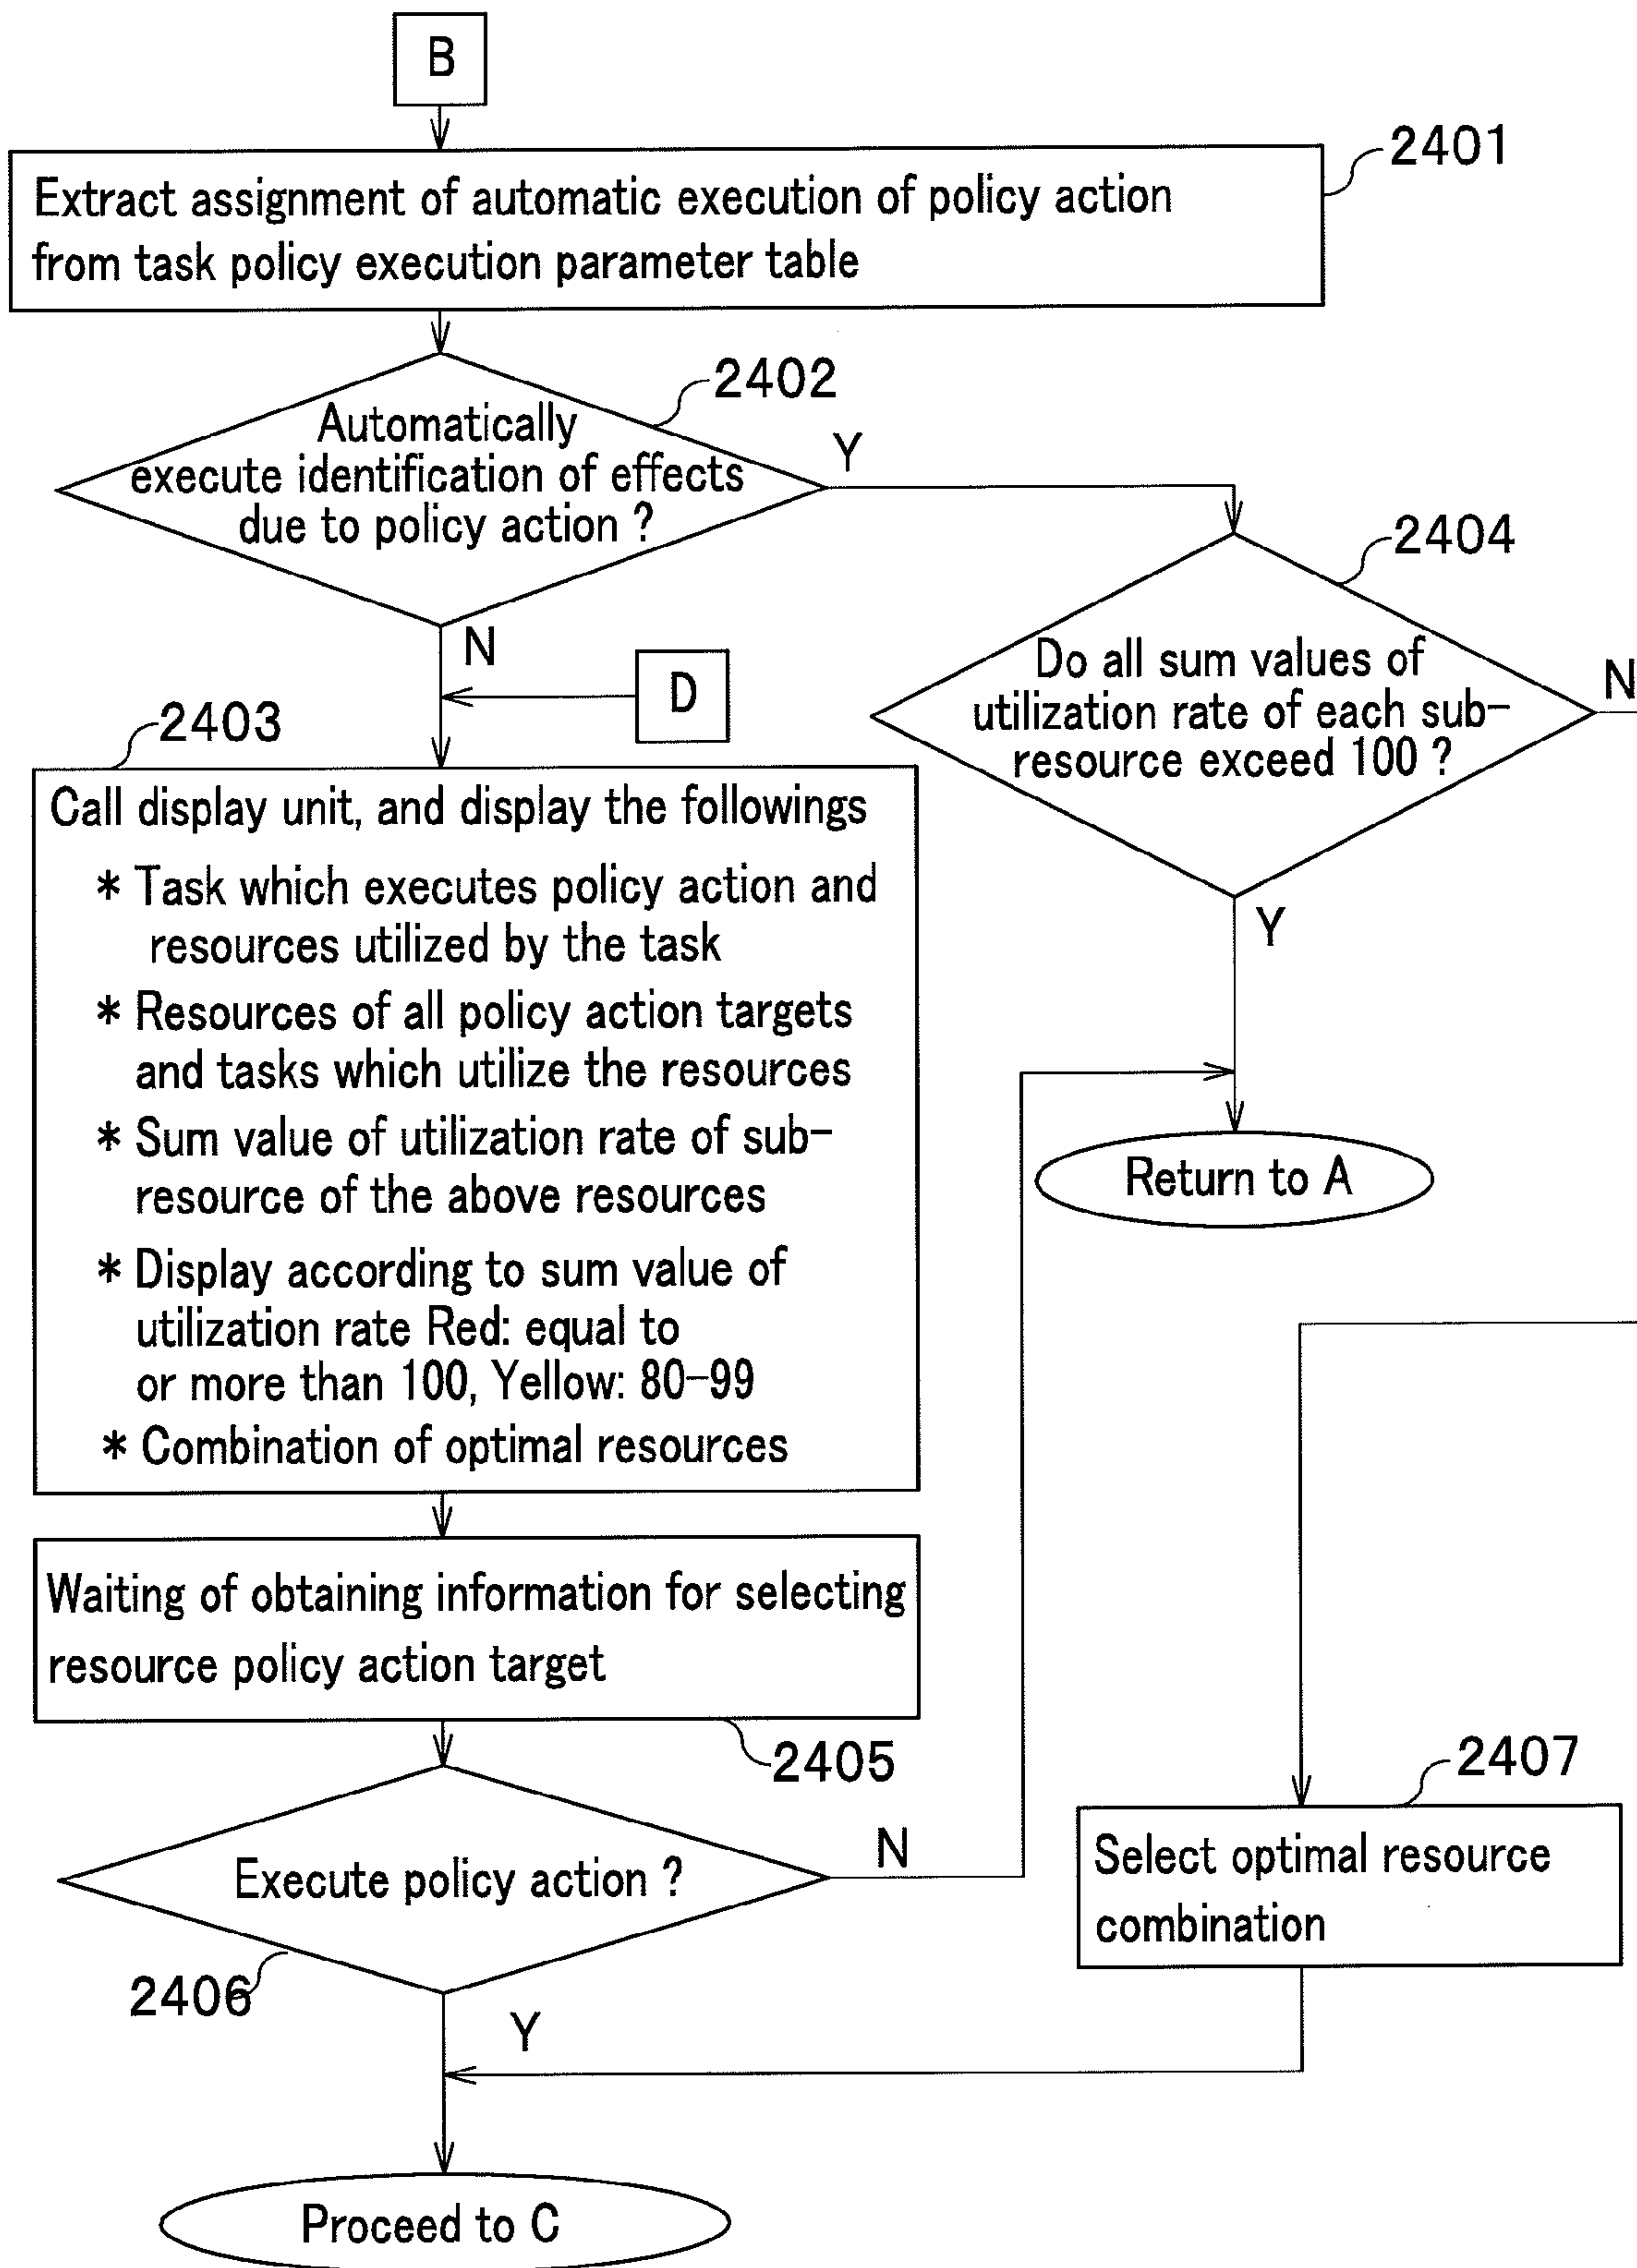 B
2401
Extract assignment of automatic execution of policy action
from task policy execution parameter table
2402
Automatically
execute identification of effects
due to policy action ?
Y
N
D
2404
Do all sum values of
utilization rate of each sub-
resource exceed 100 ?
N
Y
2403
Call display unit, and display the followings
* Task which executes policy action and
resources utilized by the task
* Resources of all policy action targets
and tasks which utilize the resources
* Sum value of utilization rate of sub-
resource of the above resources
* Display according to sum value of
utilization rate Red: equal to
or more than 100, Yellow: 80-99
* Combination of optimal resources
Return to A
Waiting of obtaining information for selecting
resource policy action target
2405
Execute policy action ?
N
2406
Y
2407
Select optimal resource
combination
Proceed to C